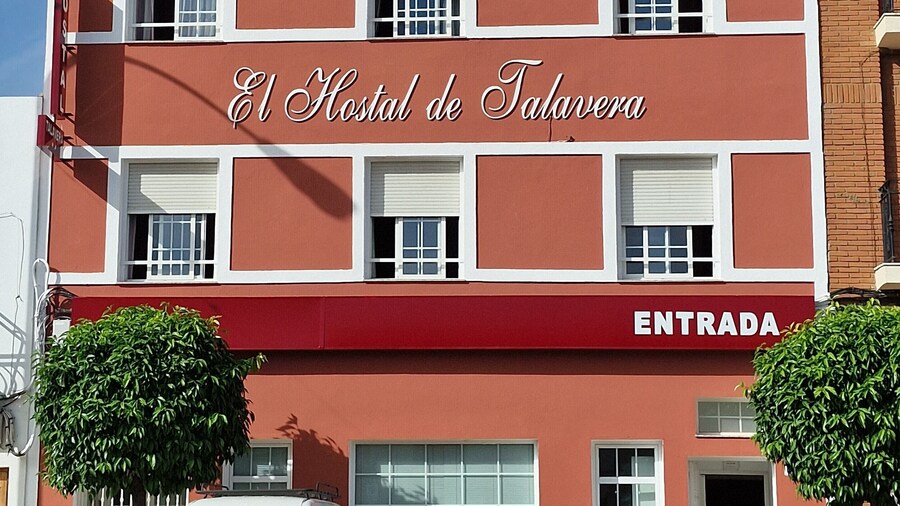 El Hostal de Talavera
ENTRADA